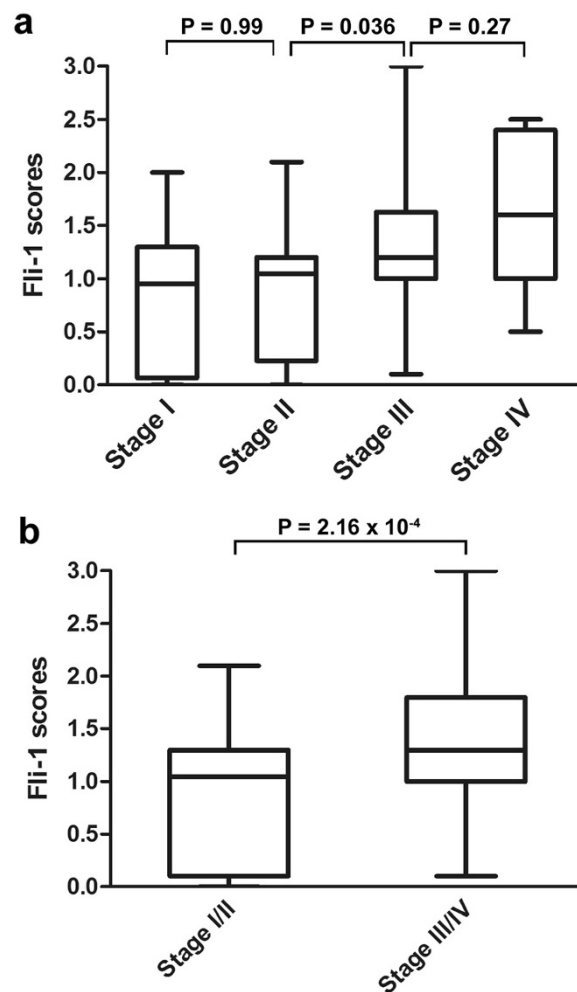 a
P = 0.99 P = 0.036 P = 0.27
3.0
2.5
2.0
1.5
1.0
0.5
0.0
Fli-1 scores
Stage I
Stage II
Stage III
Stage IV
b
P = 2.16 x 10-4
3.0
2.5
2.0
1.5
1.0
0.5
0.0
Fli-1 scores
Stage I/II
Stage III/IV